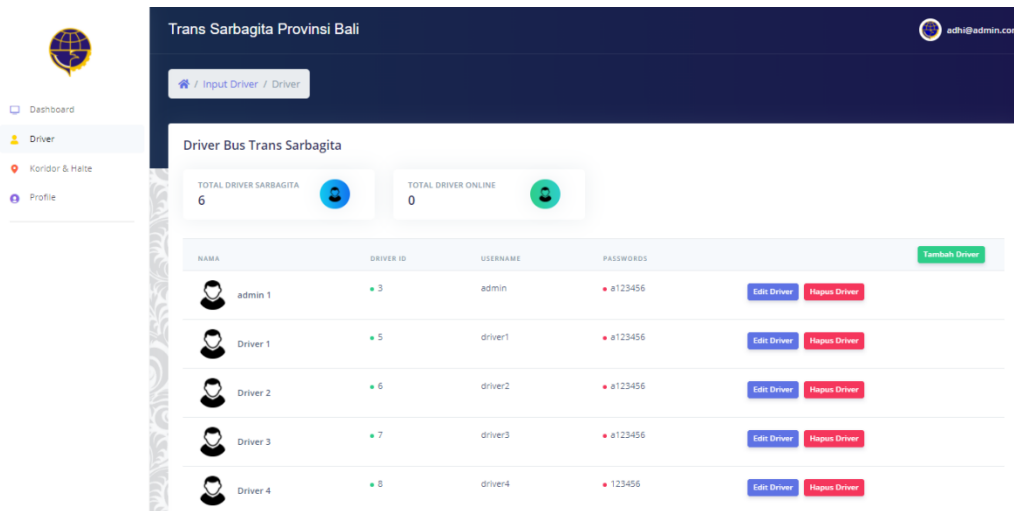 Trans Sarbagita Provinsi Bali
adhi@admin.com
/ Input Driver / Driver
Dashboard
Driver
Koridor & Halte
Profile
Driver Bus Trans Sarbagita
TOTAL DRIVER SARBAGITA
6
TOTAL DRIVER ONLINE
0
NAMA DRIVER ID USERNAME PASSWORDS Tambah Driver
admin 1 3 admin a123456 Edit Driver Hapus Driver
Driver 1 5 driver1 a123456 Edit Driver Hapus Driver
Driver 2 6 driver2 a123456 Edit Driver Hapus Driver
Driver 3 7 driver3 a123456 Edit Driver Hapus Driver
Driver 4 8 driver4 123456 Edit Driver Hapus Driver